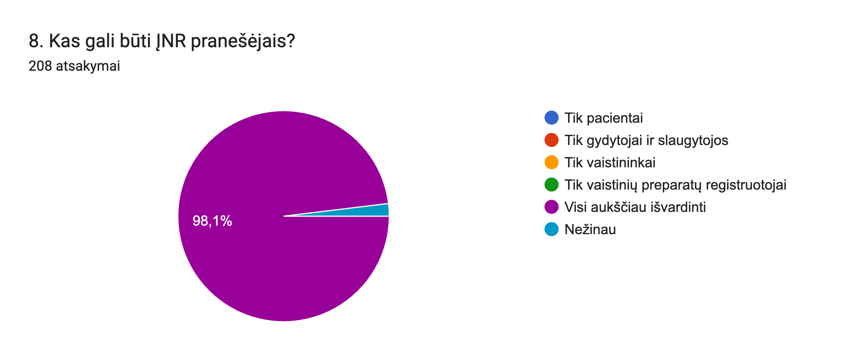 8. Kas gali būti ĮNR pranešėjais?
208 atsakymai
98,1%
Tik pacientai
Tik gydytojai ir slaugytojos
Tik vaistininkai
Tik vaistinių preparatų registruotojai
Visi aukščiau išvardinti
Nežinau